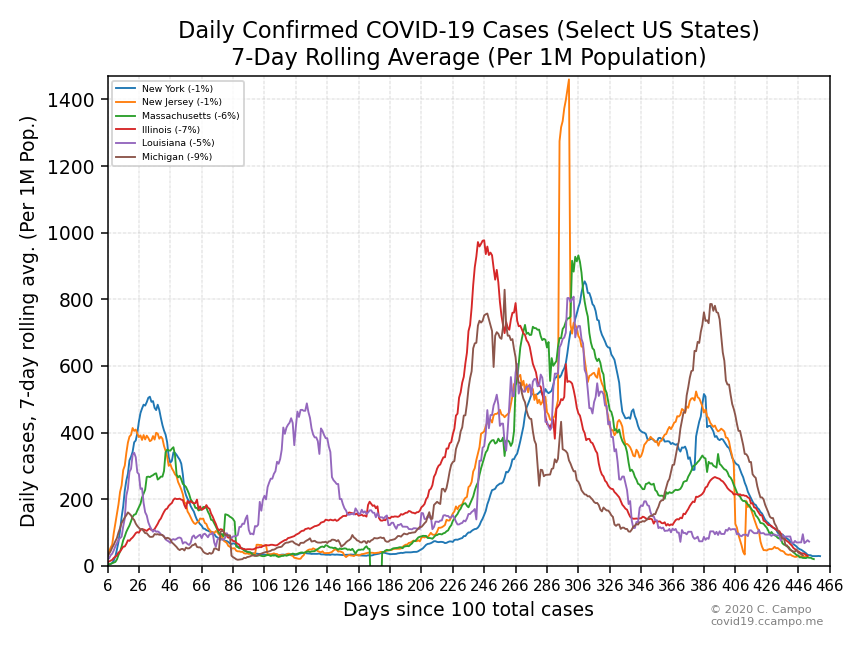 Daily Confirmed COVID-19 Cases (Select US States)
7-Day Rolling Average (Per 1M Population)
Daily cases, 7-day rolling avg. (Per 1M Pop.)
1400
1200
1000
800
600
400
200
0
New York (-1%)
New Jersey (-1%)
Massachusetts (-6%)
Illinois (-7%)
Louisiana (-5%)
Michigan (-9%)
6 26 46 66 86 106 126 146 166 186 206 226 246 266 286 306 326 346 366 386 406 426 446 466
Days since 100 total cases
© 2020 C. Campo
covid19.ccampo.me